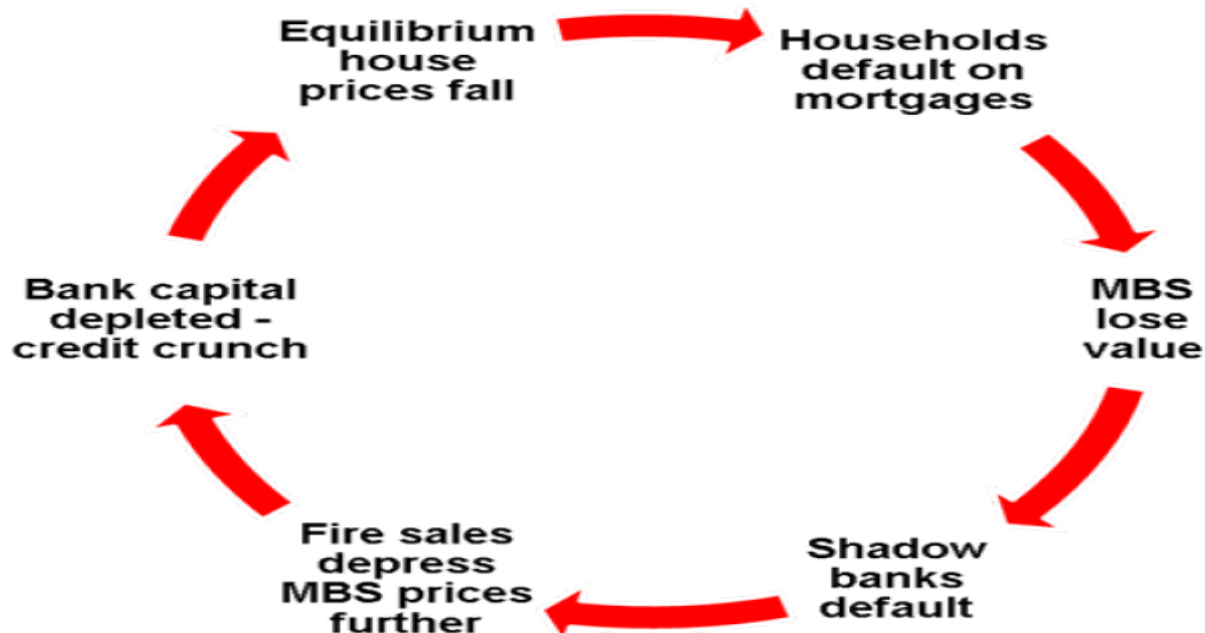 Equilibrium
house
prices fall
Households
default on
mortgages
MBS
lose
value
Shadow
banks
default
Fire sales
depress
MBS prices
further
Bank capital
depleted -
credit crunch